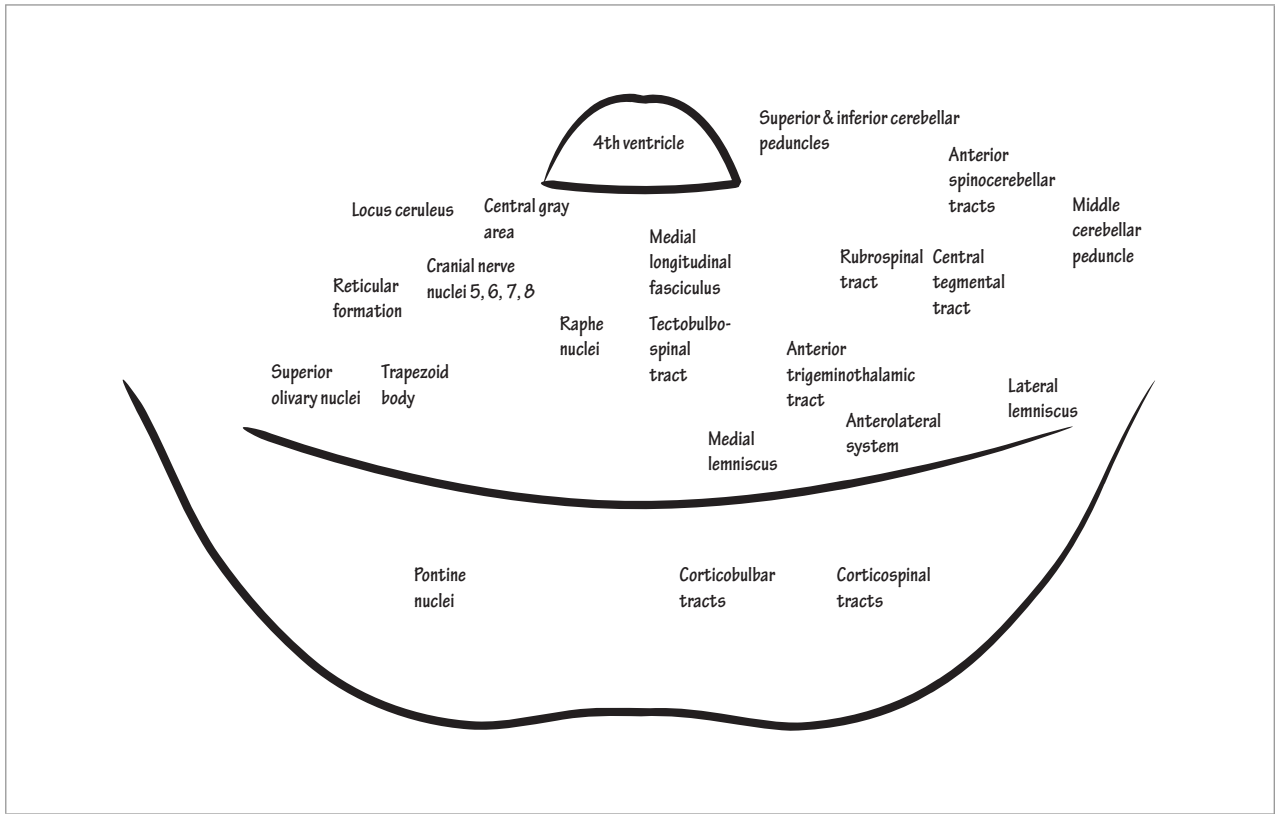 4th ventricle
Superior & inferior cerebellar
peduncles
Anterior
spinocerebellar
tracts
Middle
cerebellar
peduncle
Locus ceruleus
Central gray
area
Medial
longitudinal
fasciculus
Rubrospinal
tract
Central
tegmental
tract
Reticular
formation
Cranial nerve
nuclei 5, 6, 7, 8
Raphe
nuclei
Tectobulbo-
spinal
tract
Anterior
trigeminothalamic
tract
Superior
olivary nuclei
Trapezoid
body
Lateral
lemniscus
Anterolateral
system
Medial
lemniscus
Pontine
nuclei
Corticobulbar
tracts
Corticospinal
tracts